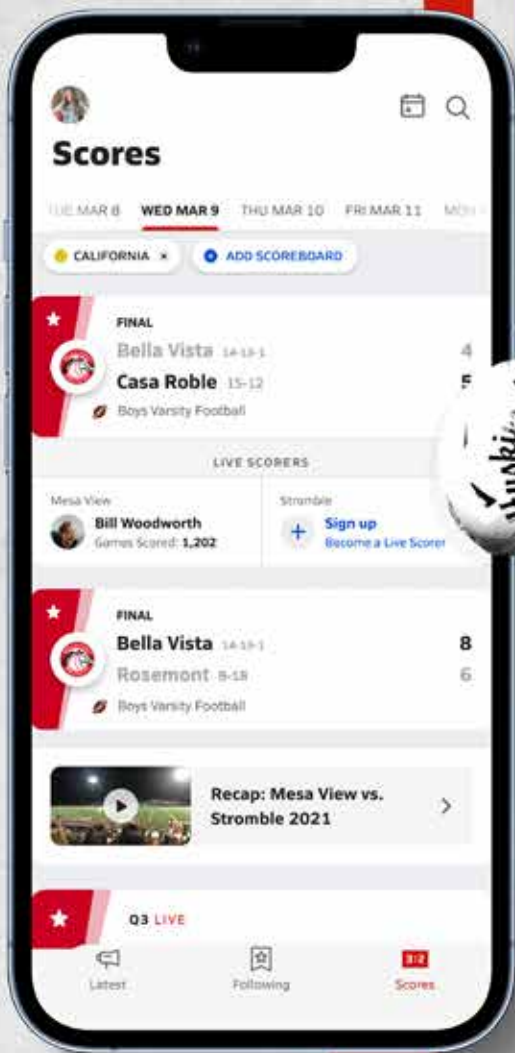 Scores
TUE MAR 8 WED MAR 9 THU MAR 10 FRI MAR 11
CALIFORNIA × ADD SCOREBOARD
FINAL
Bella Vista 14-13-1 4
Casa Roble 15-12 5
Boys Varsity Football
LIVE SCORERS
Mesa View
Bill Woodworth
Games Scored: 1,202
Stromble
+ Sign up
Become a Live Scorer
FINAL
Bella Vista 14-13-1 8
Rosemont 9-18 6
Boys Varsity Football
Recap: Mesa View vs.
Stromble 2021
Q3 LIVE
Latest Following Scores